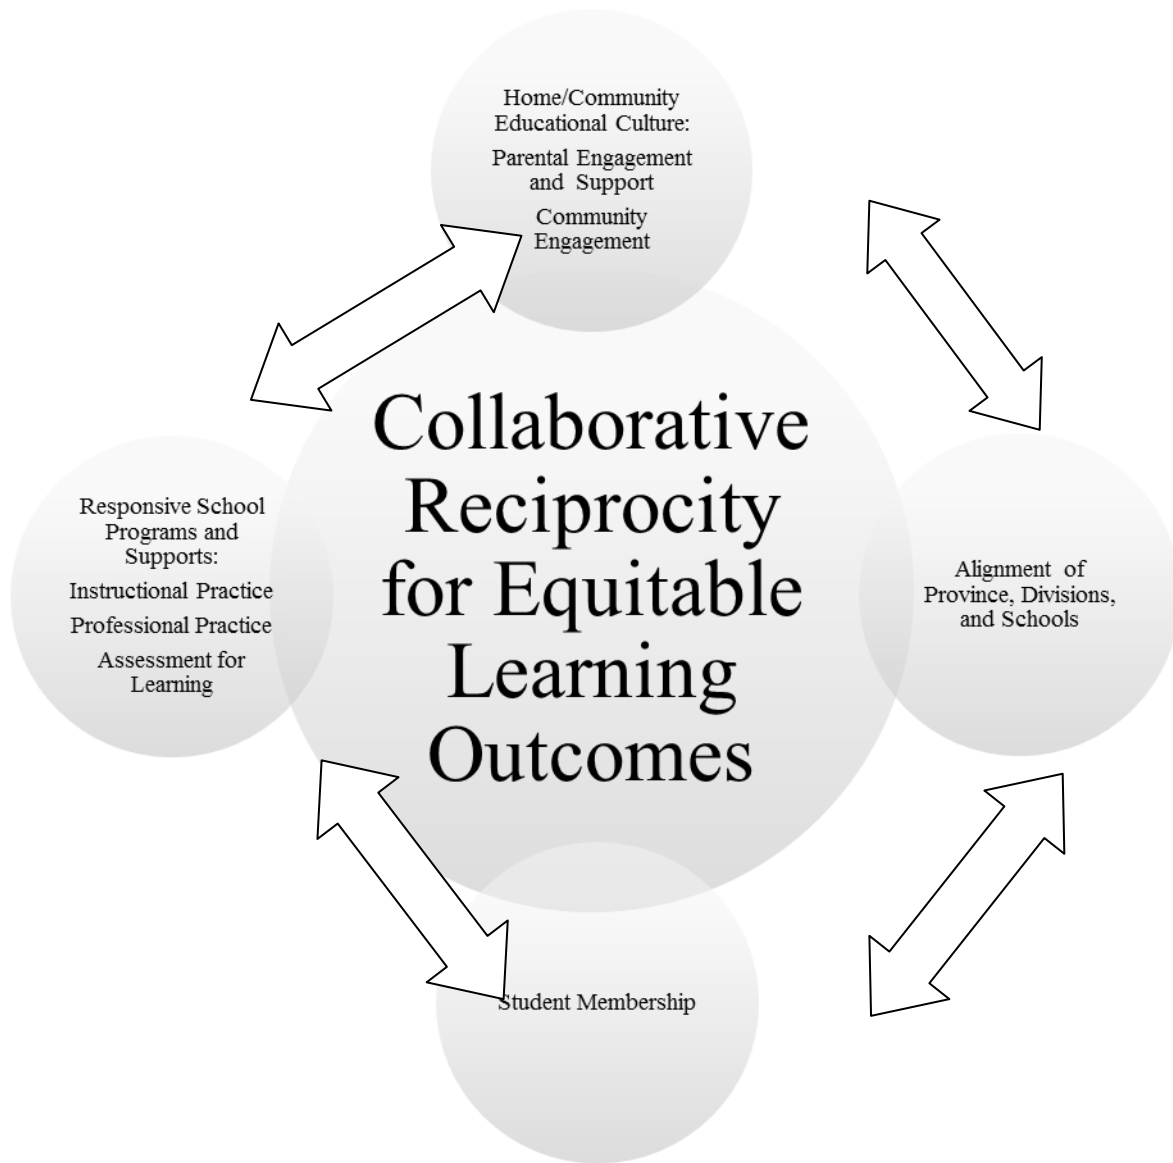 Home/Community
Educational Culture:
Parental Engagement
and Support
Community
Engagement
Collaborative
Reciprocity
for Equitable
Learning
Outcomes
Responsive School
Programs and
Supports:
Instructional Practice
Professional Practice
Assessment for
Learning
Alignment of
Province, Divisions,
and Schools
Student Membership